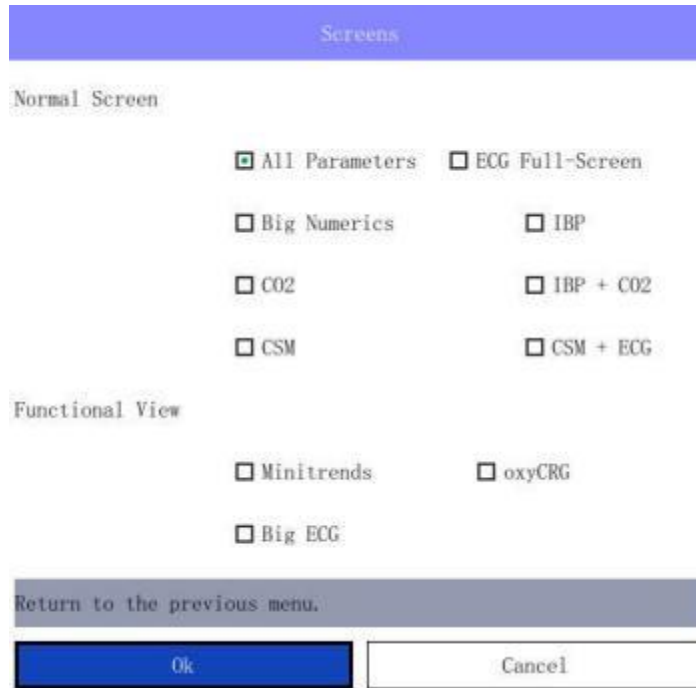 Screens
Normal Screen
All Parameters ECG Full-Screen
Big Numerics IBP
CO2 IBP + CO2
CSM CSM + ECG
Functional View
Minitrends oxyCRG
Big ECG
Return to the previous menu.
Ok Cancel